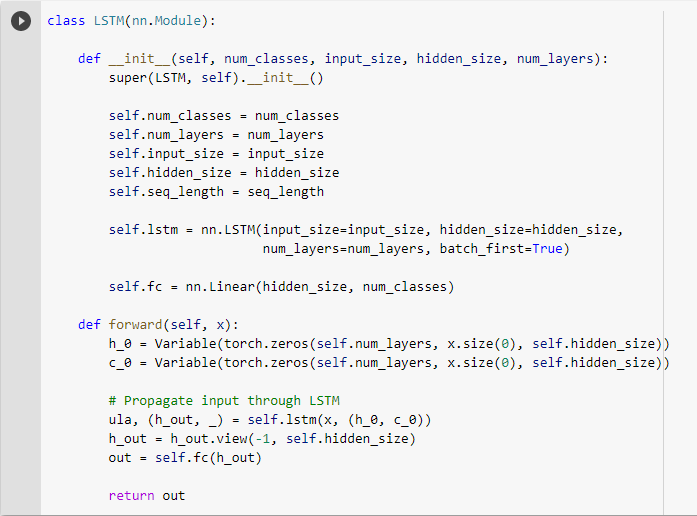 class LSTM(nn.Module):
def __init__(self, num_classes, input_size, hidden_size, num_layers):
super(LSTM, self).__init__()
self.num_classes = num_classes
self.num_layers = num_layers
self.input_size = input_size
self.hidden_size = hidden_size
self.seq_length = seq_length
self.lstm = nn.LSTM(input_size=input_size, hidden_size=hidden_size,
num_layers=num_layers, batch_first=True)
self.fc = nn.Linear(hidden_size, num_classes)
def forward(self, x):
h_0 = Variable(torch.zeros(self.num_layers, x.size(0), self.hidden_size))
c_0 = Variable(torch.zeros(self.num_layers, x.size(0), self.hidden_size))
# Propagate input through LSTM
ula, (h_out, _) = self.lstm(x, (h_0, c_0))
h_out = h_out.view(-1, self.hidden_size)
out = self.fc(h_out)
return out